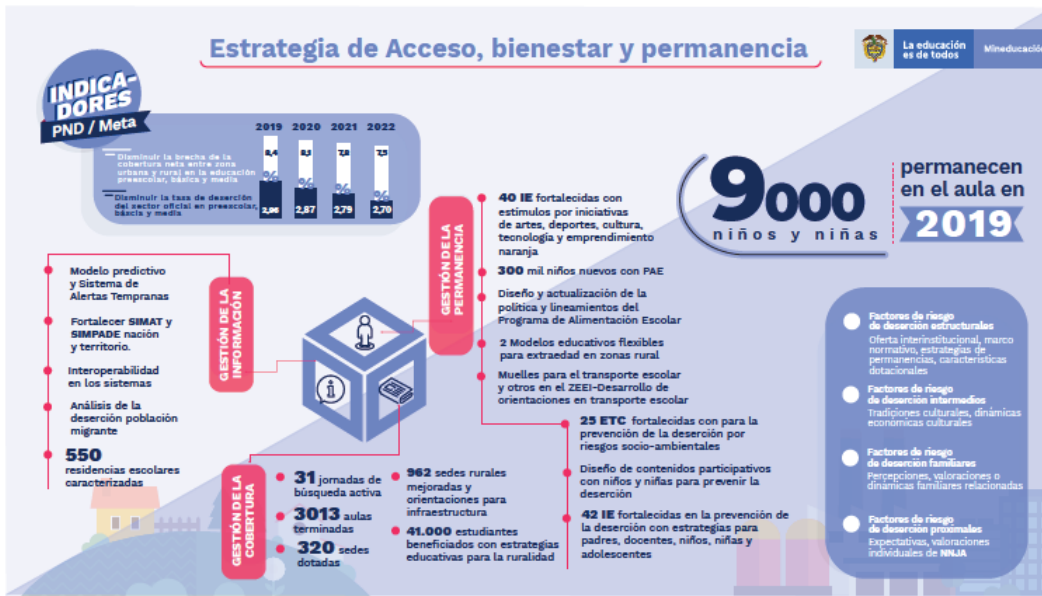 Estrategia de Acceso, bienestar y permanencia
La educación
es de todos
Mineducación
INDICA-
DORES
PND / Meta
2019 2020 2021 2022
Disminuir la brecha de la
cobertura neta entre zona
urbana y rural en la educación
preescolar, básica y media
8,4 8,1 7,8 7,5
% % % %
Disminuir la tasa de deserción
del sector oficial en preescolar,
báscia y media
2,96 2,87 2,79 2,70
9000
niños y niñas
permanecen
en el aula en
2019
GESTIÓN DE LA
INFORMACIÓN
Modelo predictivo
y Sistema de
Alertas Tempranas
Fortalecer SIMAT y
SIMPADE nación
y territorio.
Interoperabilidad
en los sistemas
Análisis de la
deserción población
migrante
550
residencias escolares
caracterizadas
GESTIÓN DE LA
PERMANENCIA
40 IE fortalecidas con
estímulos por iniciativas
de artes, deportes, cultura,
tecnología y emprendimiento
naranja
300 mil niños nuevos con PAE
Diseño y actualización de la
política y lineamientos del
Programa de Alimentación Escolar
2 Modelos educativos flexibles
para extraedad en zonas rural
Muelles para el transporte escolar
y otros en el ZEEI-Desarrollo de
orientaciones en transporte escolar
25 ETC fortalecidas con para la
prevención de la deserción por
riesgos socio-ambientales
Diseño de contenidos participativos
con niños y niñas para prevenir la
deserción
42 IE fortalecidas en la prevención de
la deserción con estrategias para
padres, docentes, niños, niñas y
adolescentes
GESTIÓN DE LA
COBERTURA
31 jornadas de
búsqueda activa
3013 aulas
terminadas
320 sedes
dotadas
962 sedes rurales
mejoradas y
orientaciones para
infraestructura
41.000 estudiantes
beneficiados con estrategias
educativas para la ruralidad
Factores de riesgo
de deserción estructurales
Oferta interinstitucional, marco
normativo, estrategias de
permanencias, características
dotacionales
Factores de riesgo
de deserción intermedios
Tradiciones culturales, dinámicas
económicas culturales
Factores de riesgo
de deserción familiares
Percepciones, valoraciones o
dinámicas familiares relacionadas
Factores de riesgo
de deserción proximales
Expectativas, valoraciones
individuales de NNJA